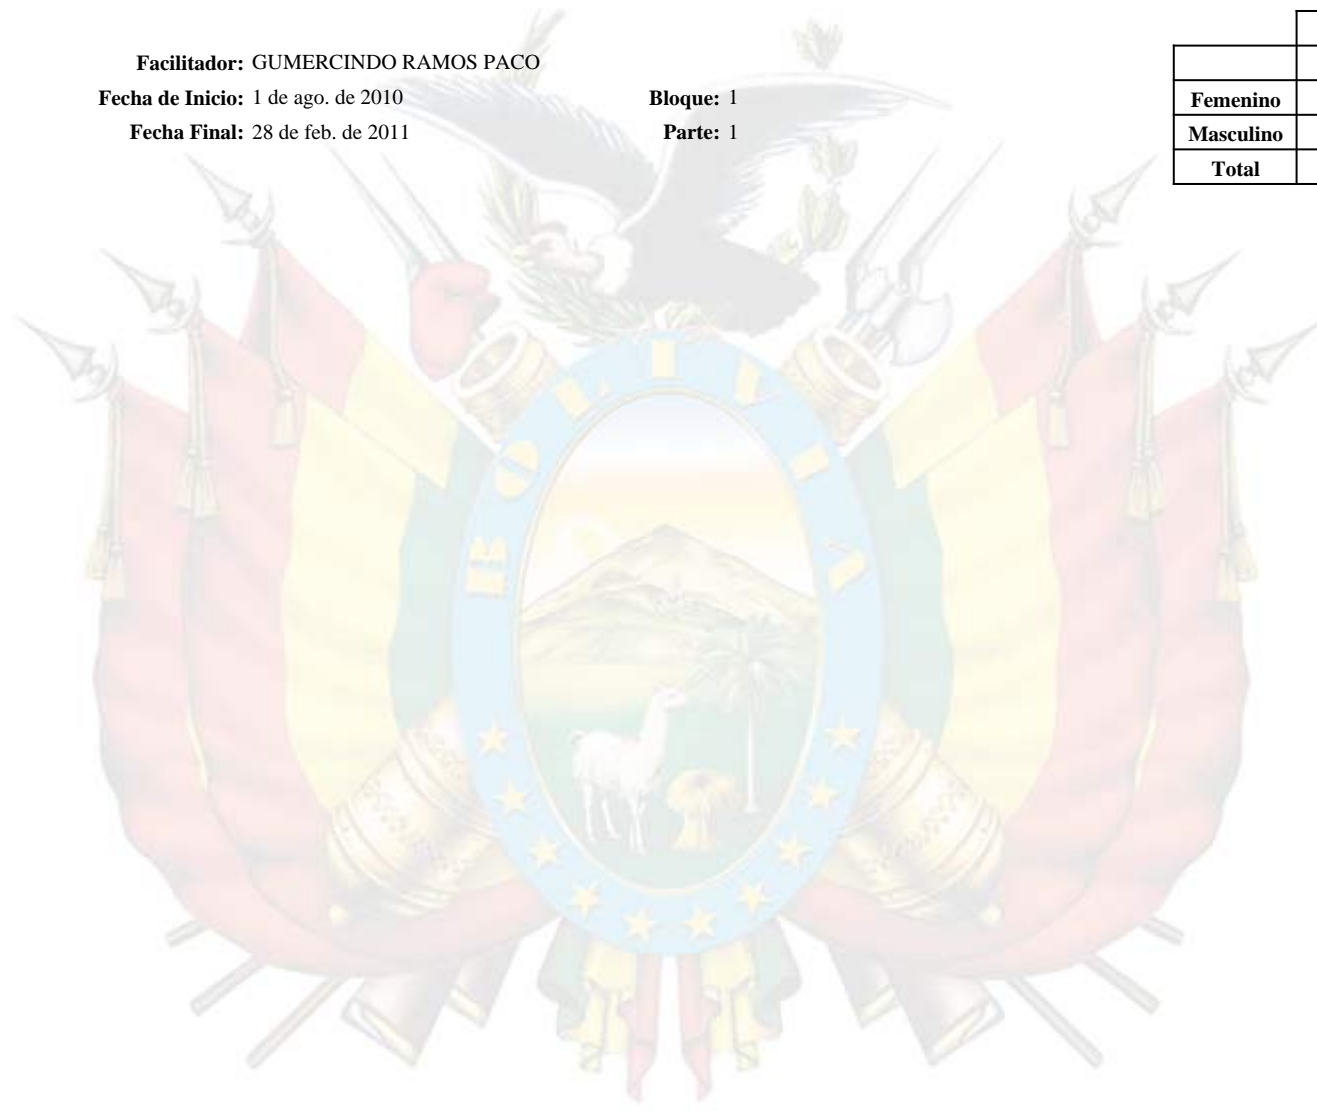 Facilitador: GUMERCINDO RAMOS PACO
Fecha de Inicio: 1 de ago. de 2010 Bloque: 1
Fecha Final: 28 de feb. de 2011 Parte: 1
Femenino
Masculino
Total
BOLIVIA